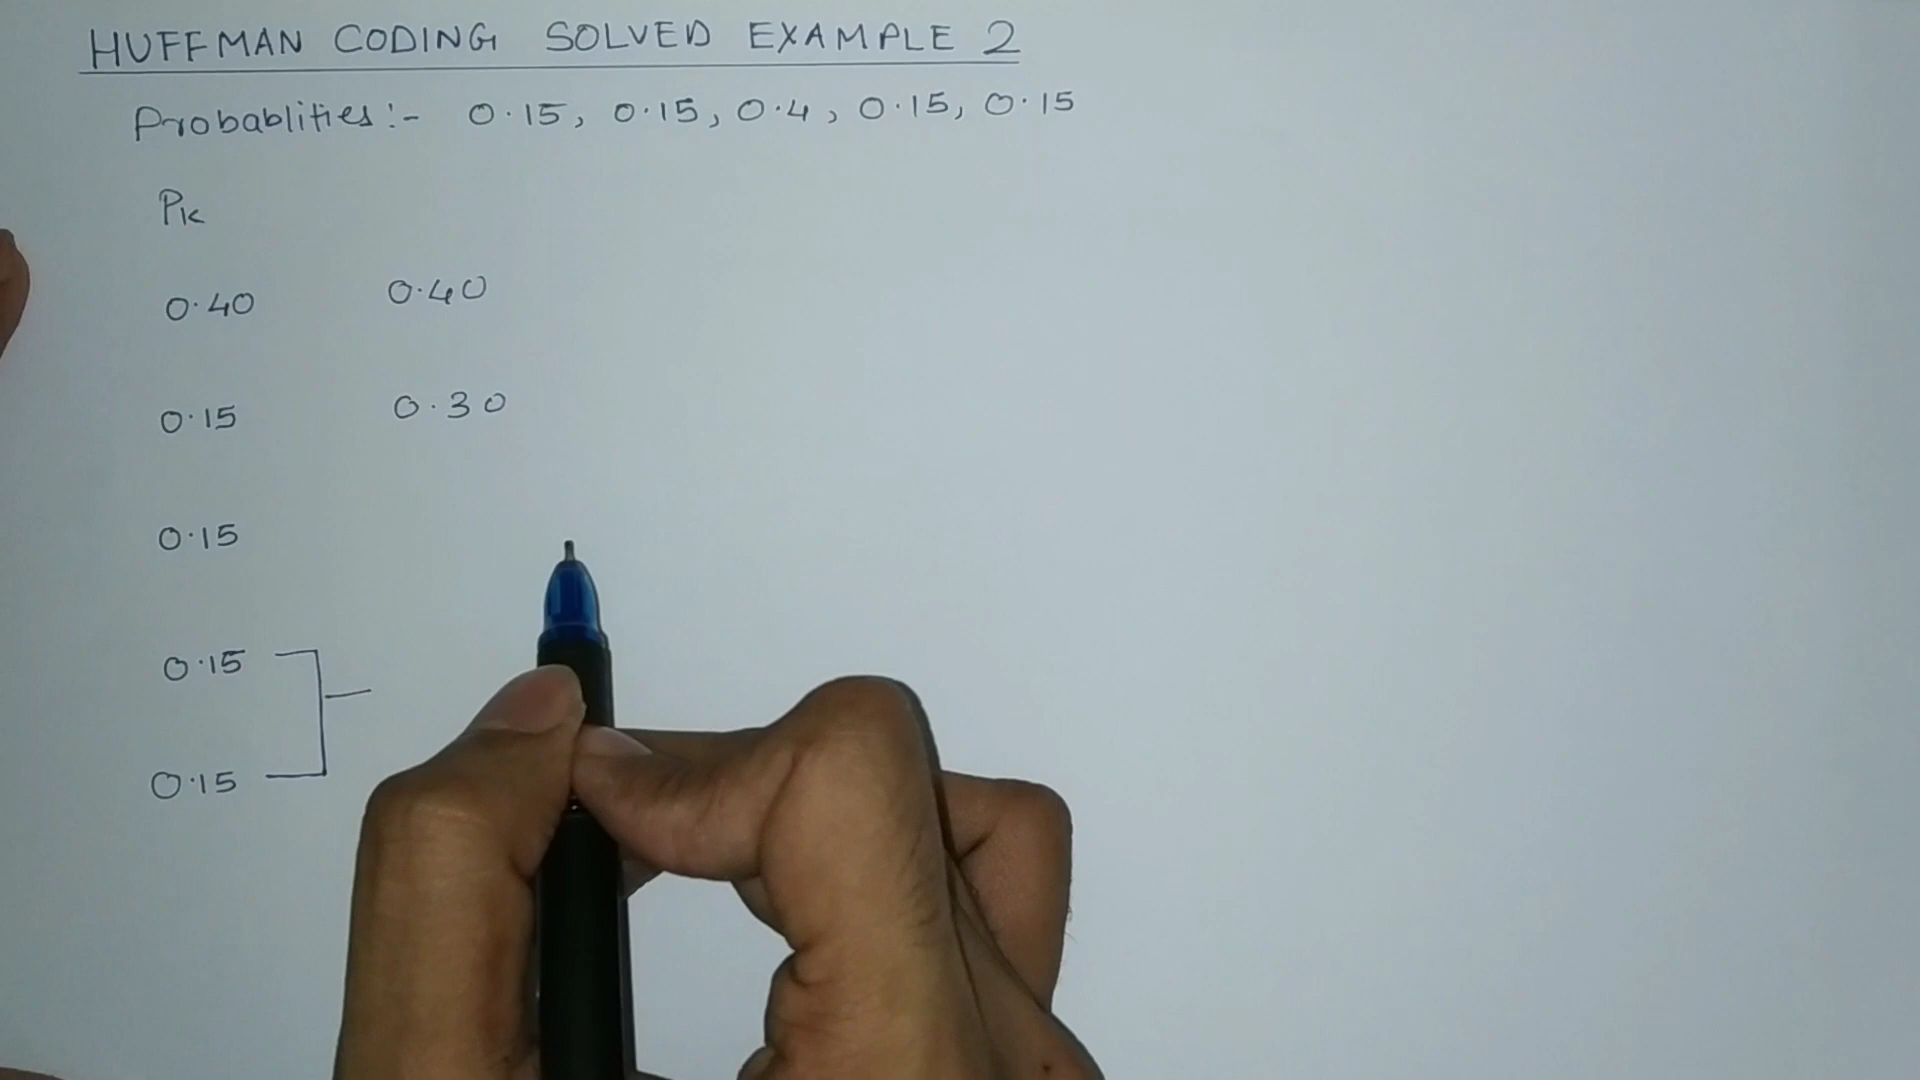 HUFFMAN CODING SOLVED EXAMPLE 2
Probablities:- 0.15, 0.15, 0.4, 0.15, 0.15
Pk
0.40 0.40
0.15 0.30
0.15
0.15
0.15